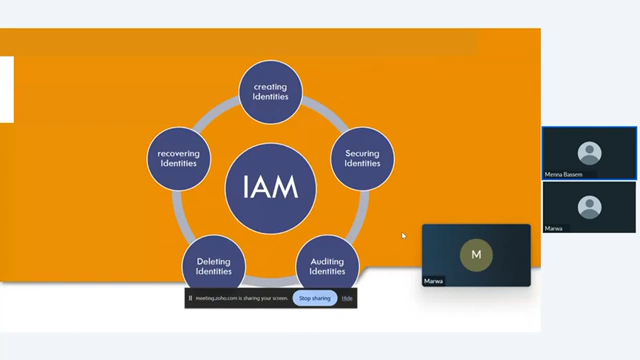 creating
Identities
recovering
Identities
Securing
Identities
IAM
Deleting
Identities
Auditing
Identities
meeting.zoho.com is sharing your screen.
Stop sharing
Hide
M
Marwa
Menna Bassem
Marwa